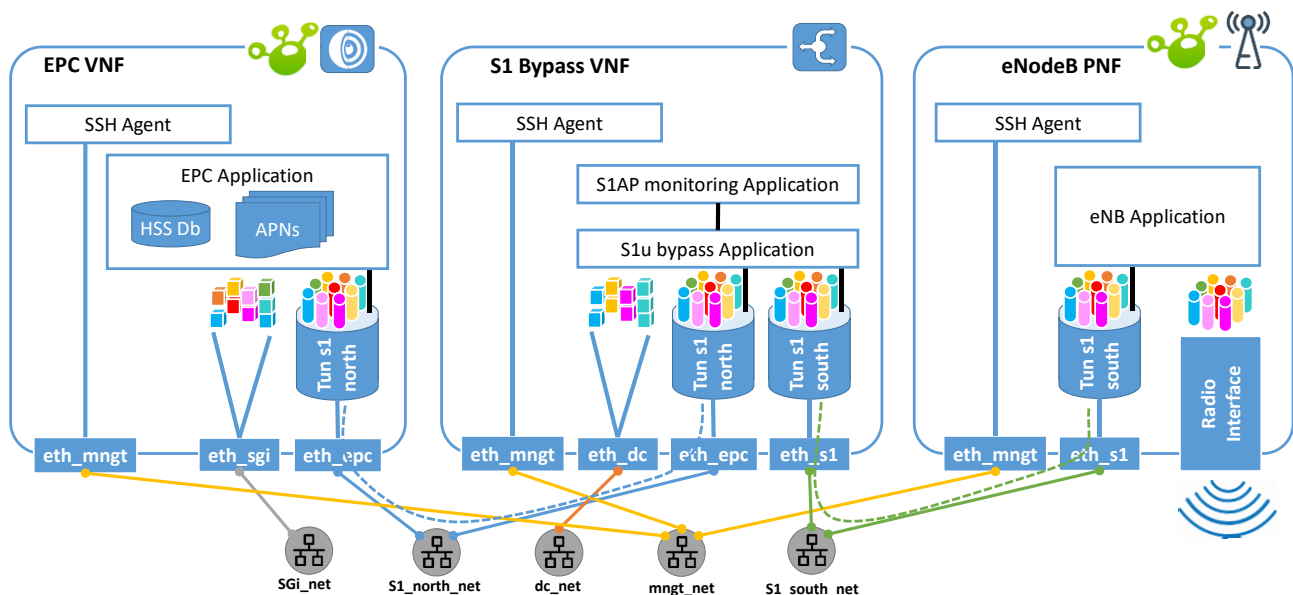 EPC VNF
S1 Bypass VNF
eNodeB PNF
SSH Agent
SSH Agent
SSH Agent
EPC Application
HSS Db
APNs
S1AP monitoring Application
S1u bypass Application
eNB Application
Tun s1
north
Tun s1
north
Tun s1
south
Tun s1
south
Radio
Interface
eth_mngt
eth_sgi
eth_epc
eth_mngt
eth_dc
eth_epc
eth_s1
eth_mngt
eth_s1
SGi_net
S1_north_net
dc_net
mngt_net
S1_south_net